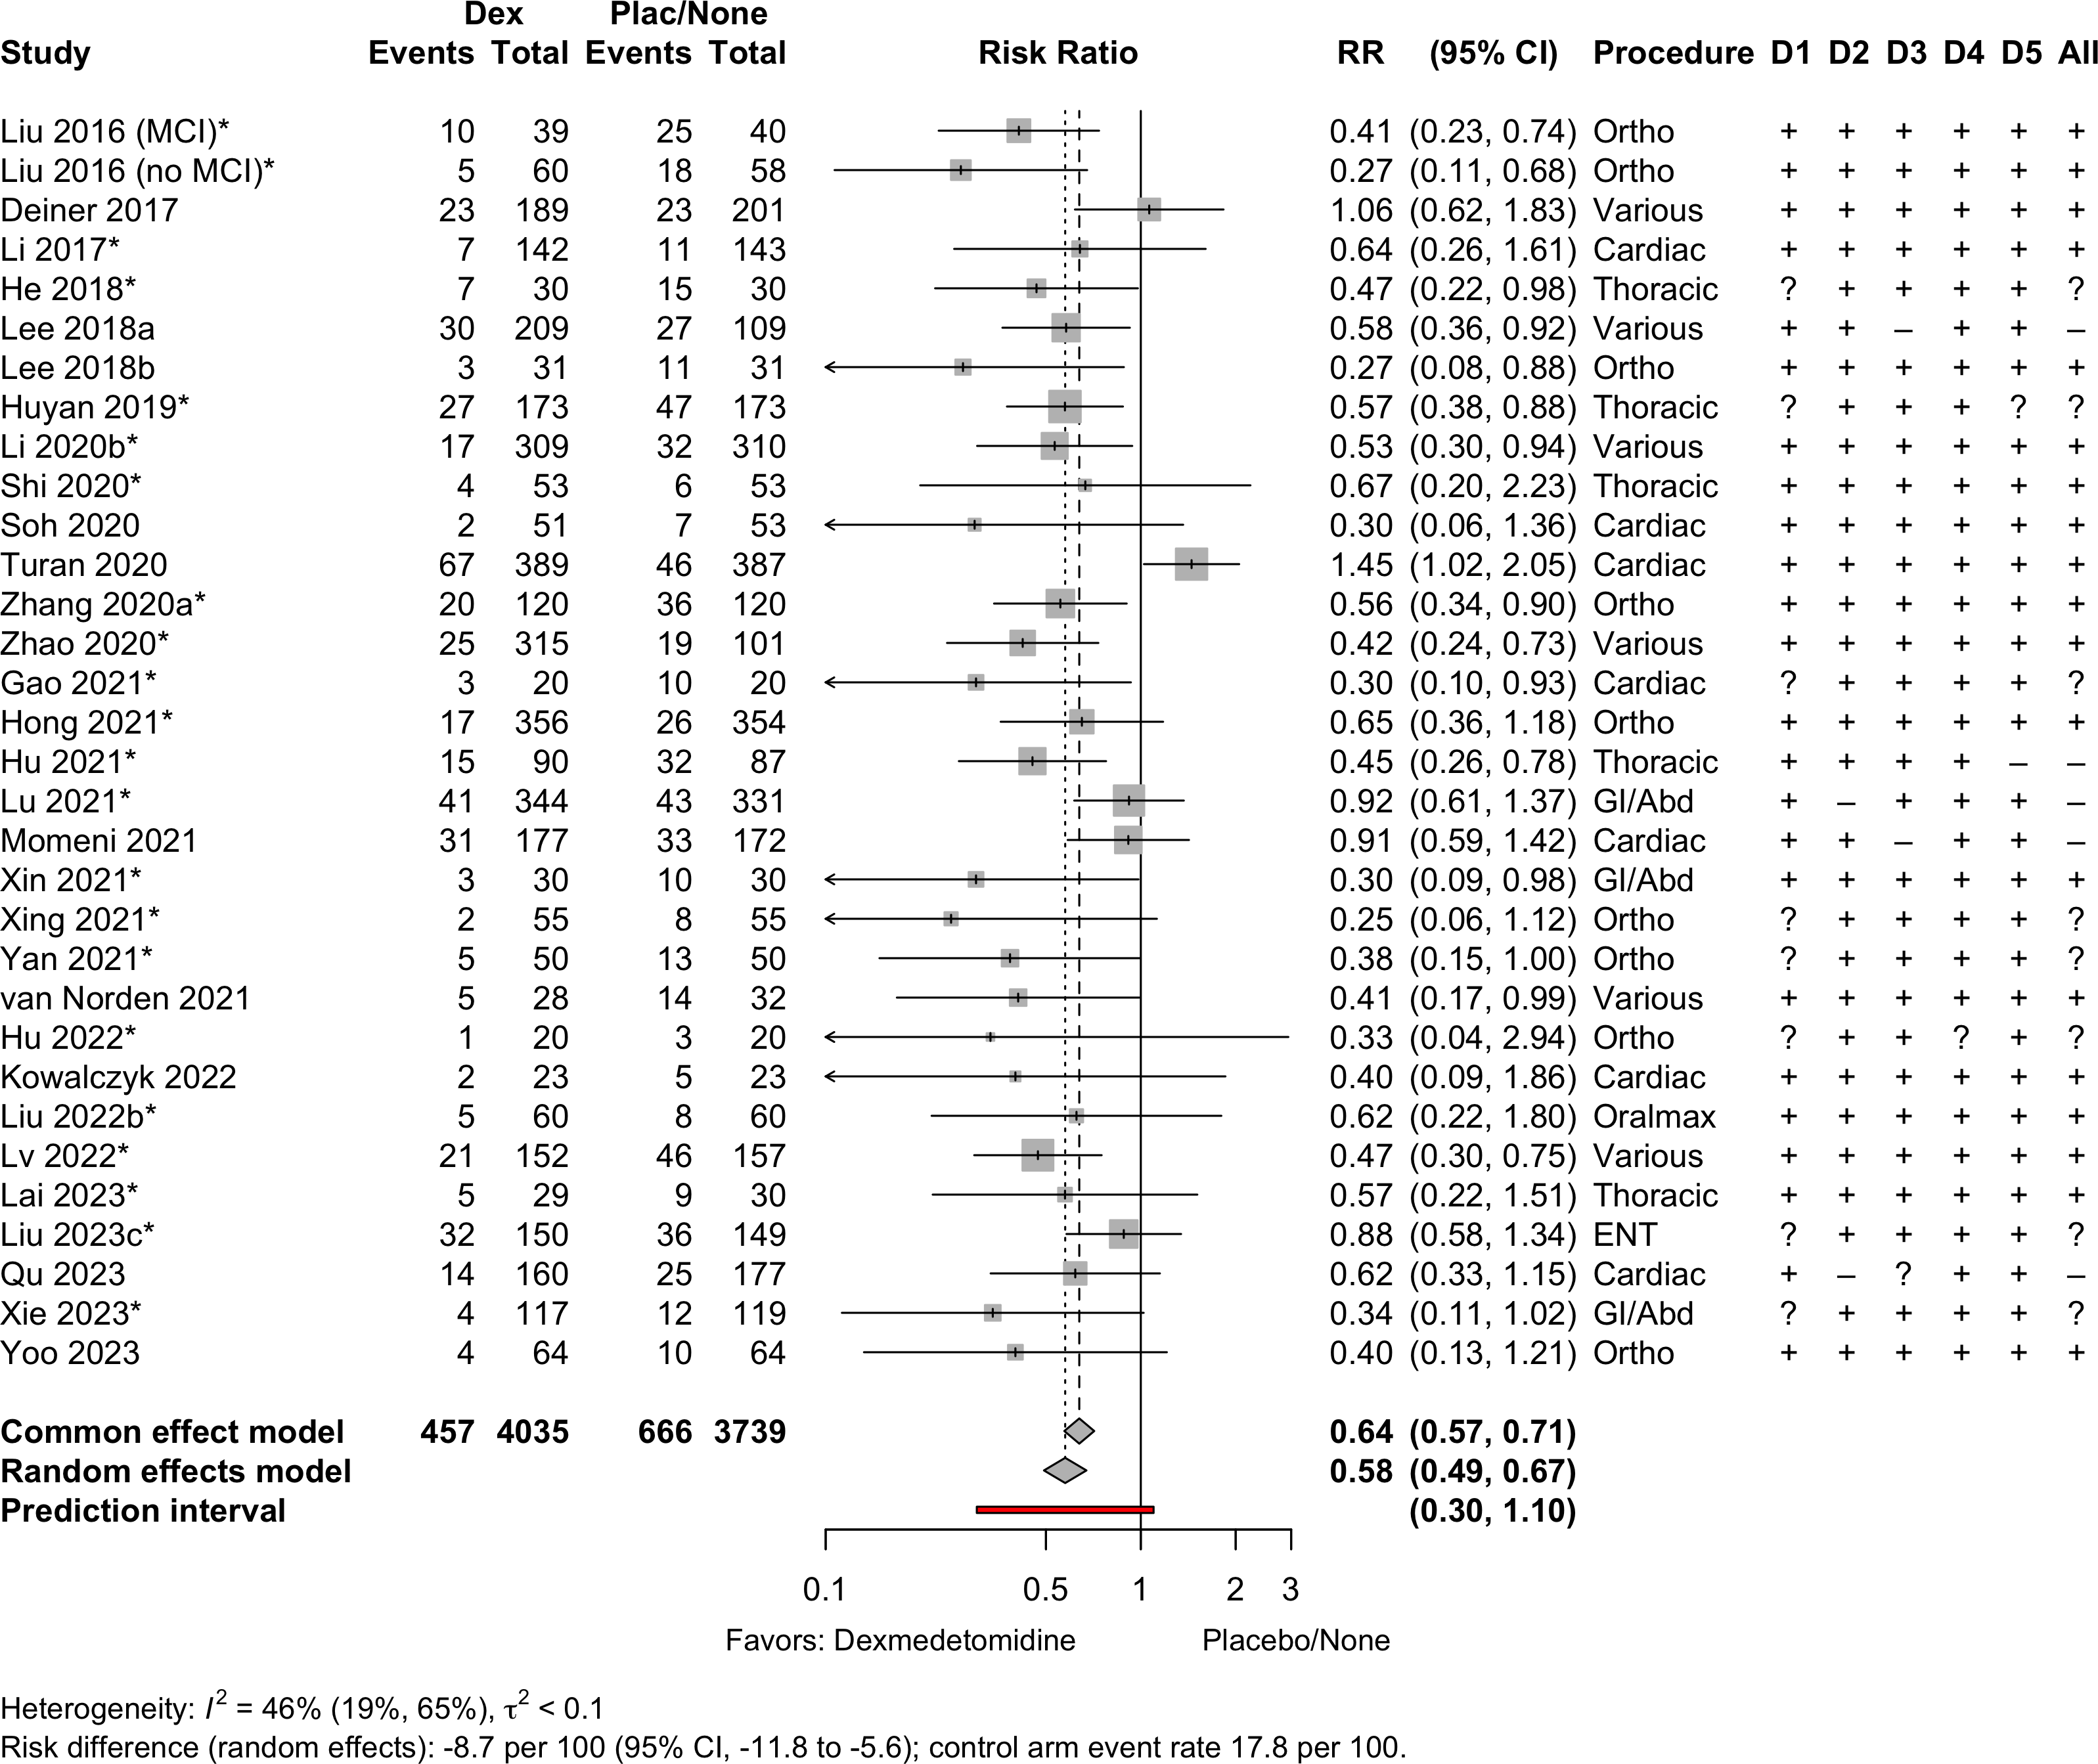 Dex Plac/None
Study Events Total Events Total Risk Ratio RR (95% CI) Procedure D1 D2 D3 D4 D5 All
Liu 2016 (MCI)* 10 39 25 40 0.41 (0.23, 0.74) Ortho + + + + + +
Liu 2016 (no MCI)* 5 60 18 58 0.27 (0.11, 0.68) Ortho + + + + + +
Deiner 2017 23 189 23 201 1.06 (0.62, 1.83) Various + + + + + +
Li 2017* 7 142 11 143 0.64 (0.26, 1.61) Cardiac + + + + + +
He 2018* 7 30 15 30 0.47 (0.22, 0.98) Thoracic ? + + + + ?
Lee 2018a 30 209 27 109 0.58 (0.36, 0.92) Various + + – + + –
Lee 2018b 3 31 11 31 0.27 (0.08, 0.88) Ortho + + + + + +
Huyan 2019* 27 173 47 173 0.57 (0.38, 0.88) Thoracic ? + + + ? ?
Li 2020b* 17 309 32 310 0.53 (0.30, 0.94) Various + + + + + +
Shi 2020* 4 53 6 53 0.67 (0.20, 2.23) Thoracic + + + + + +
Soh 2020 2 51 7 53 0.30 (0.06, 1.36) Cardiac + + + + + +
Turan 2020 67 389 46 387 1.45 (1.02, 2.05) Cardiac + + + + + +
Zhang 2020a* 20 120 36 120 0.56 (0.34, 0.90) Ortho + + + + + +
Zhao 2020* 25 315 19 101 0.42 (0.24, 0.73) Various + + + + + +
Gao 2021* 3 20 10 20 0.30 (0.10, 0.93) Cardiac ? + + + + ?
Hong 2021* 17 356 26 354 0.65 (0.36, 1.18) Ortho + + + + + +
Hu 2021* 15 90 32 87 0.45 (0.26, 0.78) Thoracic + + + + – –
Lu 2021* 41 344 43 331 0.92 (0.61, 1.37) GI/Abd + – + + + –
Momeni 2021 31 177 33 172 0.91 (0.59, 1.42) Cardiac + + – + + –
Xin 2021* 3 30 10 30 0.30 (0.09, 0.98) GI/Abd + + + + + +
Xing 2021* 2 55 8 55 0.25 (0.06, 1.12) Ortho ? + + + + ?
Yan 2021* 5 50 13 50 0.38 (0.15, 1.00) Ortho ? + + + + ?
van Norden 2021 5 28 14 32 0.41 (0.17, 0.99) Various + + + + + +
Hu 2022* 1 20 3 20 0.33 (0.04, 2.94) Ortho ? + + ? + ?
Kowalczyk 2022 2 23 5 23 0.40 (0.09, 1.86) Cardiac + + + + + +
Liu 2022b* 5 60 8 60 0.62 (0.22, 1.80) Oralmax + + + + + +
Lv 2022* 21 152 46 157 0.47 (0.30, 0.75) Various + + + + + +
Lai 2023* 5 29 9 30 0.57 (0.22, 1.51) Thoracic + + + + + +
Liu 2023c* 32 150 36 149 0.88 (0.58, 1.34) ENT ? + + + + ?
Qu 2023 14 160 25 177 0.62 (0.33, 1.15) Cardiac + – ? + + –
Xie 2023* 4 117 12 119 0.34 (0.11, 1.02) GI/Abd ? + + + + ?
Yoo 2023 4 64 10 64 0.40 (0.13, 1.21) Ortho + + + + + +
Common effect model 457 4035 666 3739 0.64 (0.57, 0.71)
Random effects model 0.58 (0.49, 0.67)
Prediction interval (0.30, 1.10)
0.1 0.5 1 2 3
Favors: Dexmedetomidine Placebo/None
Heterogeneity: I² = 46% (19%, 65%), τ² < 0.1
Risk difference (random effects): -8.7 per 100 (95% CI, -11.8 to -5.6); control arm event rate 17.8 per 100.